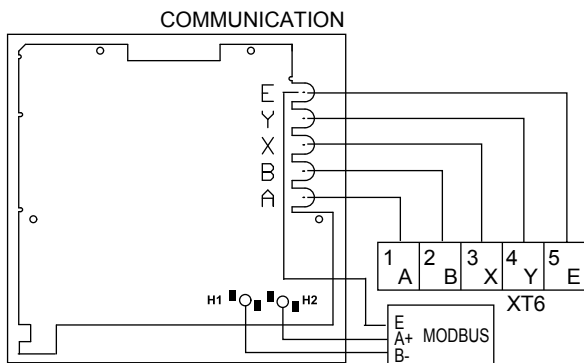 COMMUNICATION
E
Y
X
B
A
1 2 3 4 5
A B X Y E
XT6
H1 H2
E
A+ MODBUS
B-